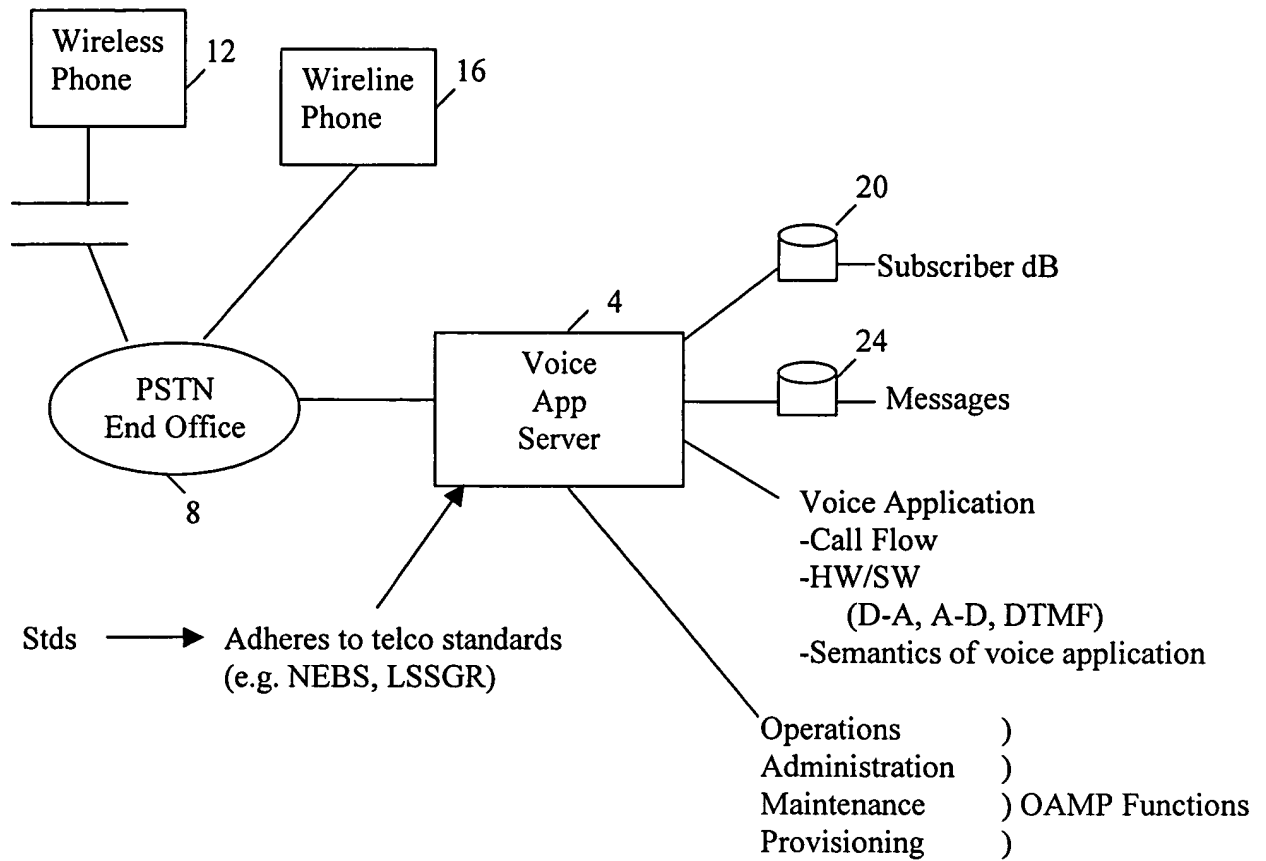 Wireless
Phone
12
Wireline
Phone
16
20
Subscriber dB
4
24
Voice
App
Server
Messages
PSTN
End Office
8
Voice Application
-Call Flow
-HW/SW
(D-A, A-D, DTMF)
-Semantics of voice application
Stds
Adheres to telco standards
(e.g. NEBS, LSSGR)
Operations )
Administration )
Maintenance ) OAMP Functions
Provisioning )